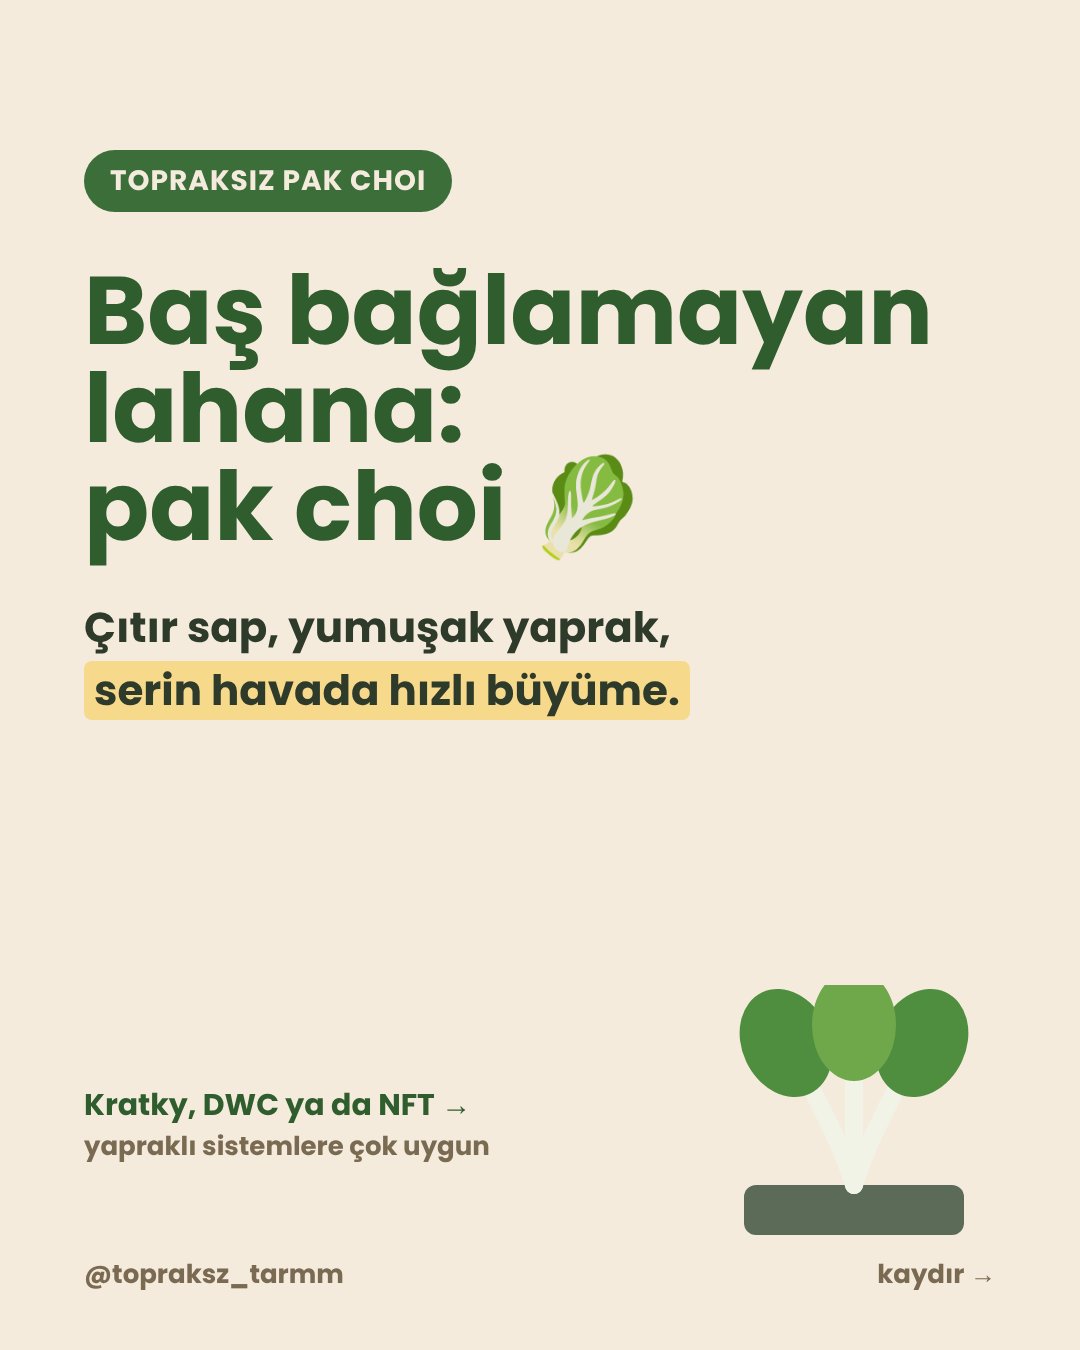 TOPRAKSIZ PAK CHOI
Baş bağlamayan
lahana:
pak choi 🥬
Çıtır sap, yumuşak yaprak,
serin havada hızlı büyüme.
Kratky, DWC ya da NFT →
yapraklı sistemlere çok uygun
@topraksz_tarmm
kaydır →